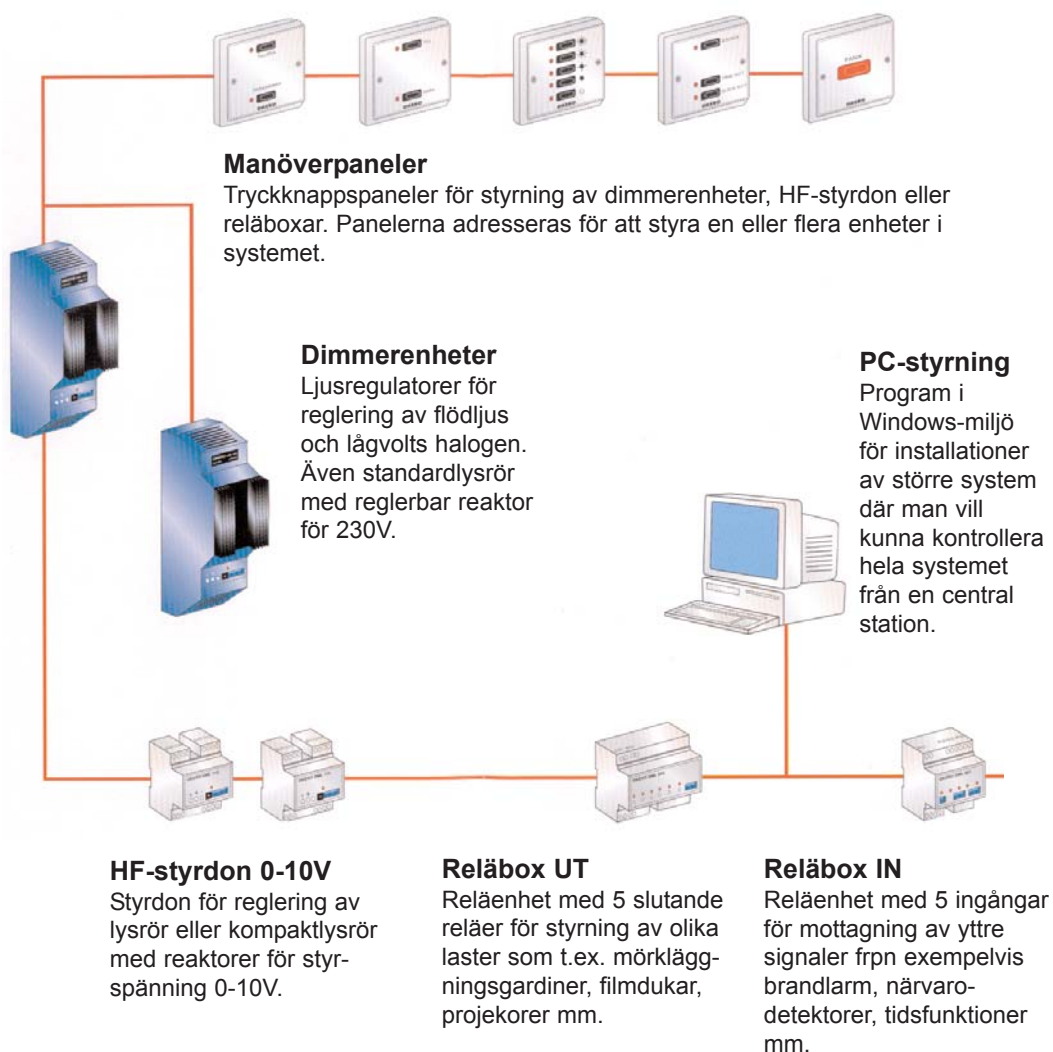 Manöverpaneler
Tryckknappspaneler för styrning av dimmerenheter, HF-styrdon eller
reläboxar. Panelerna adresseras för att styra en eller flera enheter i
systemet.
Dimmerenheter
Ljusregulatorer för
reglering av flödljus
och lågvolts halogen.
Även standardlysrör
med reglerbar reaktor
för 230V.
PC-styrning
Program i
Windows-miljö
för installationer
av större system
där man vill
kunna kontrollera
hela systemet
från en central
station.
HF-styrdon 0-10V
Styrdon för reglering av
lysrör eller kompaktlysrör
med reaktorer för styr-
spänning 0-10V.
Reläbox UT
Reläenhet med 5 slutande
reläer för styrning av olika
laster som t.ex. mörklägg-
ningsgardiner, filmdukar,
projekorer mm.
Reläbox IN
Reläenhet med 5 ingångar
för mottagning av yttre
signaler frpn exempelvis
brandlarm, närvaro-
detektorer, tidsfunktioner
mm.